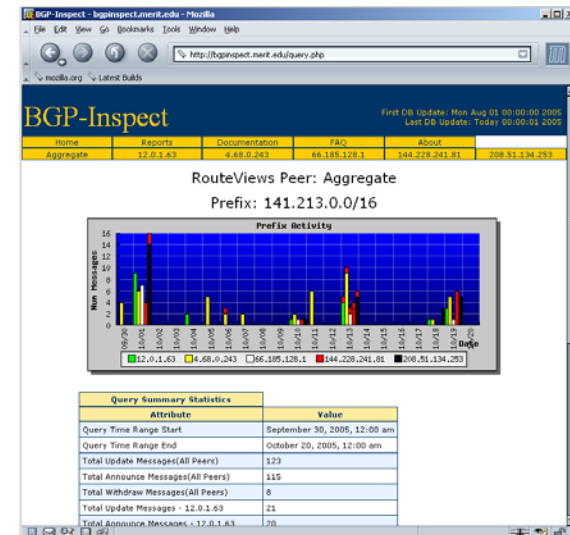 BGP-Inspect - bgpinspect.merit.edu - Mozilla
File Edit View Go Bookmarks Tools Window Help
http://bgpinspect.merit.edu/query.php
mozilla.org Latest Builds
BGP-Inspect
First DB Update: Mon Aug 01 00:00:00 2005
Last DB Update: Today 00:00:01 2005
Home Reports Documentation FAQ About
Aggregate 12.0.1.63 4.68.0.243 66.185.128.1 144.228.241.81 208.51.134.253
RouteViews Peer: Aggregate
Prefix: 141.213.0.0/16
Prefix Activity
Num Messages
16
14
12
10
8
6
4
2
0
09/30 10/01 10/02 10/03 10/04 10/05 10/06 10/07 10/08 10/09 10/10 10/11 10/12 10/13 10/14 10/15 10/16 10/17 10/18 10/19 10/20
Date
12.0.1.63 4.68.0.243 66.185.128.1 144.228.241.81 208.51.134.253
Query Summary Statistics
Attribute Value
Query Time Range Start September 30, 2005, 12:00 am
Query Time Range End October 20, 2005, 12:00 am
Total Update Messages(All Peers) 123
Total Announce Messages(All Peers) 115
Total Withdraw Messages(All Peers) 8
Total Update Messages - 12.0.1.63 21
Total Announce Messages - 12.0.1.63 20